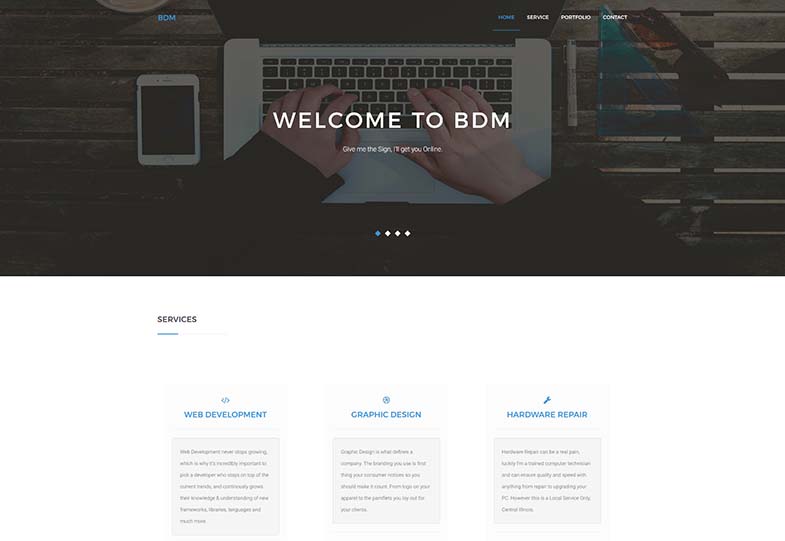 BDM
HOME SERVICE PORTFOLIO CONTACT
WELCOME TO BDM
Give me the Sign, I'll get you Online.
SERVICES
WEB DEVELOPMENT
Web Development never stops growing,
which is why it's incredibly important to
pick a developer who stays on top of the
current trends, and continously grows
their knowledge & understanding of new
frameworks, libraries, languages and
much more.
GRAPHIC DESIGN
Graphic Design is what defines a
company. The branding you use is first
thing your consumer notices so you
should make it count. From logo on your
apparel to the pamflets you lay out for
your clients.
HARDWARE REPAIR
Hardware Repair can be a real pain,
luckily I'm a trained computer technician
and can ensure quality and speed with
anything from repair to upgrading your
PC. However this is a Local Service Only,
Central Illinois.